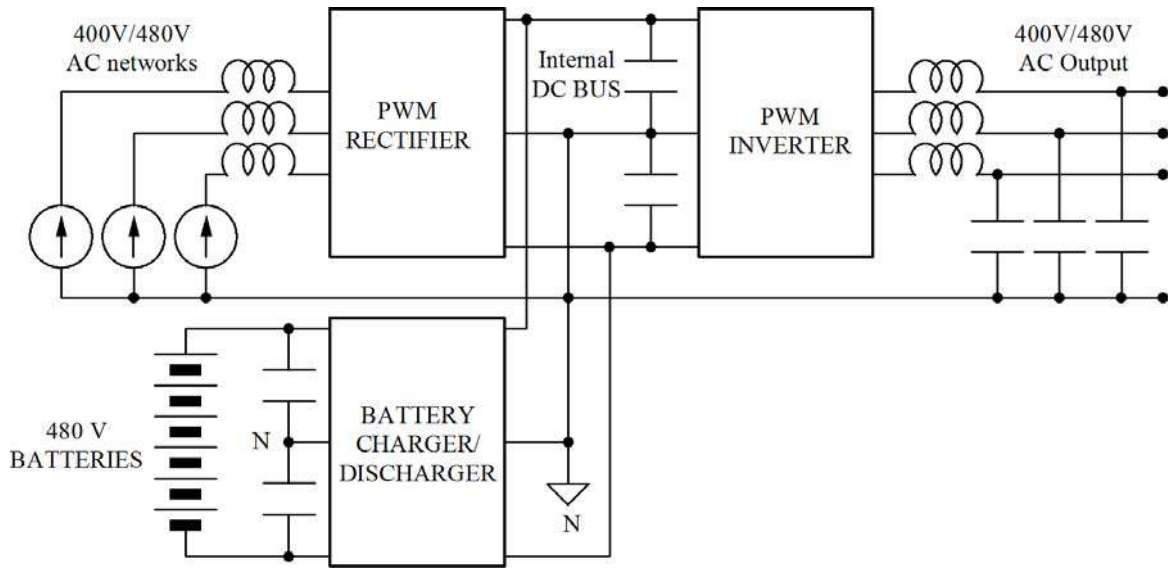 400V/480V
AC networks
PWM
RECTIFIER
Internal
DC BUS
PWM
INVERTER
400V/480V
AC Output
480 V
BATTERIES
N
BATTERY
CHARGER/
DISCHARGER
N